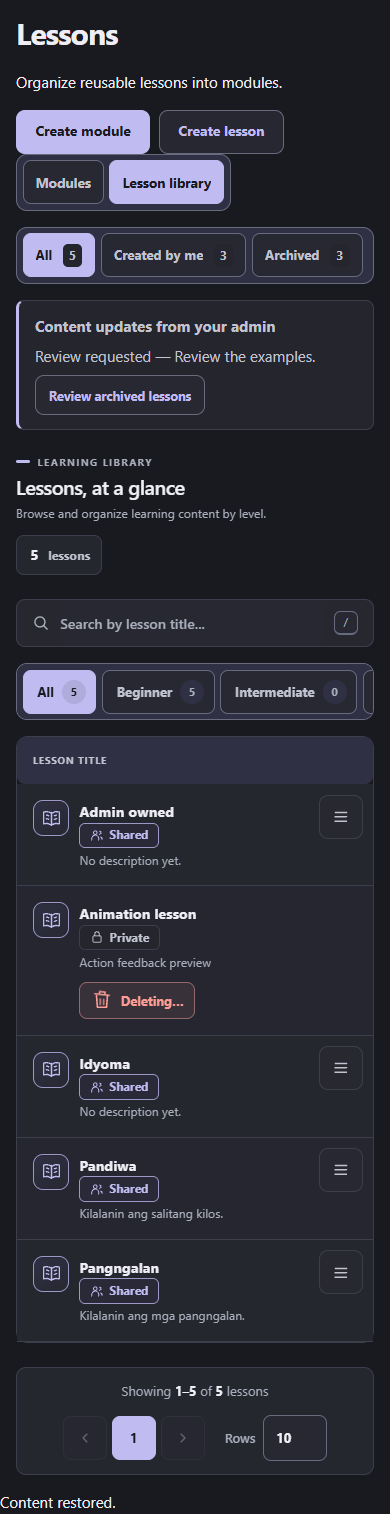 Lessons
Organize reusable lessons into modules.
Create module
Create lesson
Modules
Lesson library
All 5
Created by me 3
Archived 3
Content updates from your admin
Review requested — Review the examples.
Review archived lessons
LEARNING LIBRARY
Lessons, at a glance
Browse and organize learning content by level.
5 lessons
Search by lesson title... /
All 5
Beginner 5
Intermediate 0
LESSON TITLE
Admin owned
Shared
No description yet.
Animation lesson
Private
Action feedback preview
Deleting...
Idyoma
Shared
No description yet.
Pandiwa
Shared
Kilalanin ang salitang kilos.
Pangngalan
Shared
Kilalanin ang mga pangngalan.
Showing 1–5 of 5 lessons
1
Rows 10
Content restored.